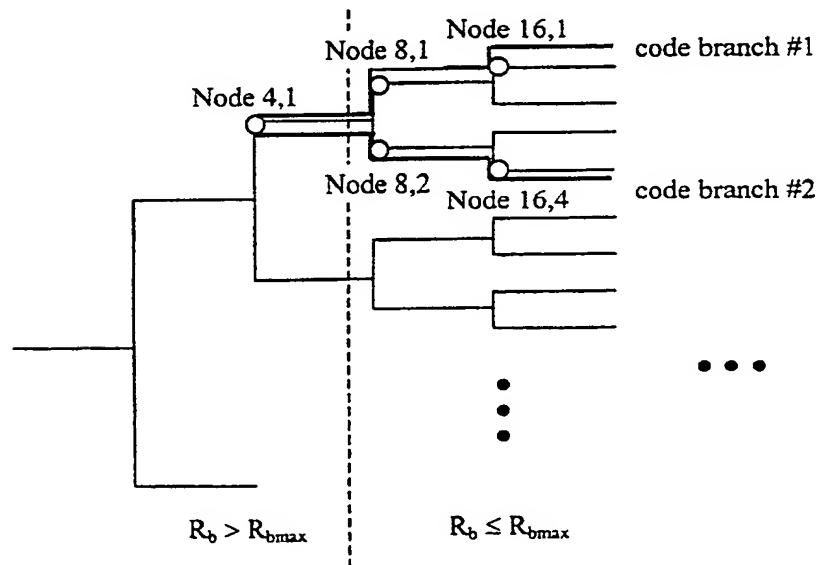 Node 16,1
code branch #1
Node 8,1
Node 4,1
Node 8,2
code branch #2
Node 16,4
R_b > R_bmax
R_b ≤ R_bmax